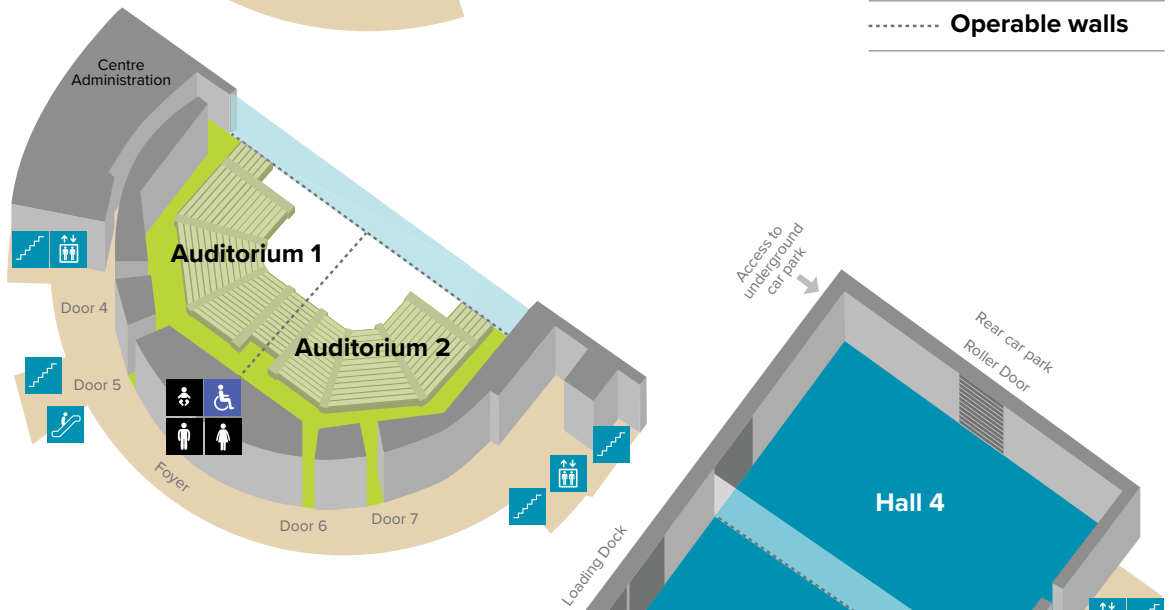 Operable walls
Centre
Administration
Auditorium 1
Auditorium 2
Door 4
Door 5
Foyer
Door 6
Door 7
Access to
underground
car park
Rear car park
Roller Door
Hall 4
Loading Dock